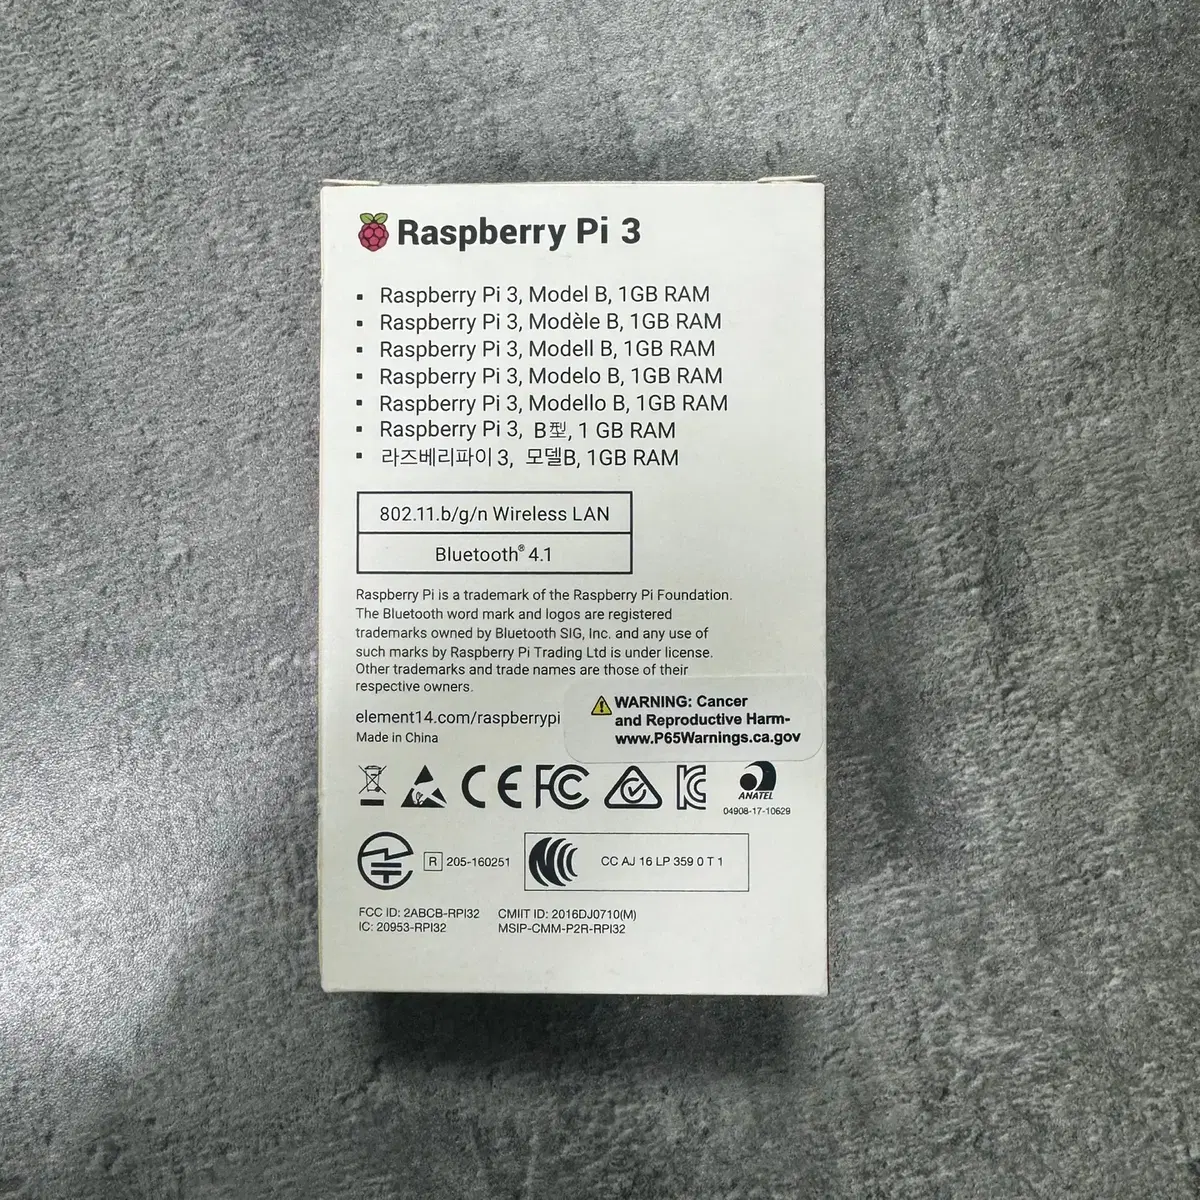 Raspberry Pi 3
Raspberry Pi 3, Model B, 1GB RAM
Raspberry Pi 3, Modèle B, 1GB RAM
Raspberry Pi 3, Modell B, 1GB RAM
Raspberry Pi 3, Modelo B, 1GB RAM
Raspberry Pi 3, Modello B, 1GB RAM
Raspberry Pi 3, B型, 1 GB RAM
라즈베리파이 3, 모델B, 1GB RAM
802.11.b/g/n Wireless LAN
Bluetooth® 4.1
Raspberry Pi is a trademark of the Raspberry Pi Foundation.
The Bluetooth word mark and logos are registered
trademarks owned by Bluetooth SIG, Inc. and any use of
such marks by Raspberry Pi Trading Ltd is under license.
Other trademarks and trade names are those of their
respective owners.
element14.com/raspberrypi
Made in China
WARNING: Cancer
and Reproductive Harm-
www.P65Warnings.ca.gov
CE FC KC
ANATEL
04908-17-10629
R 205-160251
CC AJ 16 LP 359 0 T 1
FCC ID: 2ABCB-RPI32 CMIIT ID: 2016DJ0710(M)
IC: 20953-RPI32 MSIP-CMM-P2R-RPI32